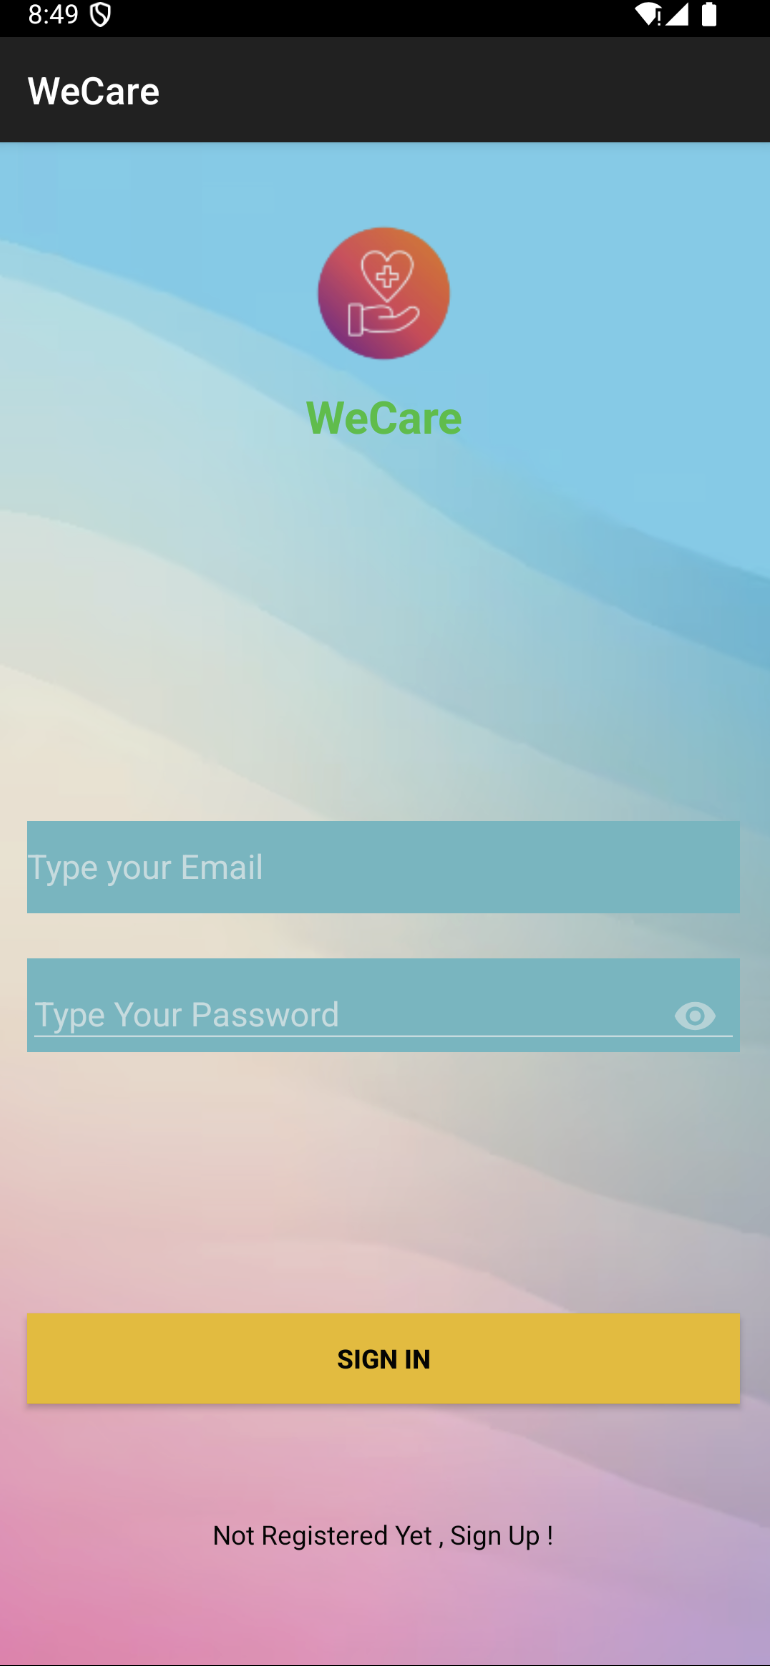 8:49
WeCare
WeCare
Type your Email
Type Your Password
SIGN IN
Not Registered Yet , Sign Up !